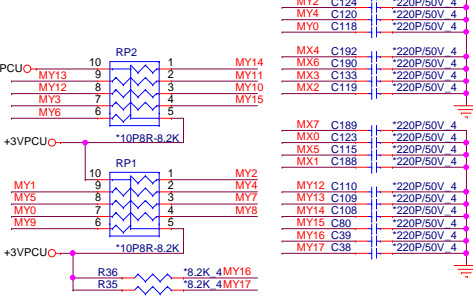 MY2 C124 *220P/50V_4
MY4 C120 *220P/50V_4
MY0 C118 *220P/50V_4
RP2
PCU 10 1 MY14
MY13 9 2 MY11
MY12 8 3 MY10
MY3 7 4 MY15
MY6 6 5
MX4 C192 *220P/50V_4
MX6 C190 *220P/50V_4
MX3 C133 *220P/50V_4
MX2 C119 *220P/50V_4
+3VPCU *10P8R-8.2K
MX7 C189 *220P/50V_4
MX0 C123 *220P/50V_4
MX5 C115 *220P/50V_4
MX1 C188 *220P/50V_4
RP1
10 1 MY2
MY1 9 2 MY4
MY5 8 3 MY7
MY0 7 4 MY8
MY9 6 5
MY12 C110 *220P/50V_4
MY13 C109 *220P/50V_4
MY14 C108 *220P/50V_4
MY15 C80 *220P/50V_4
MY16 C39 *220P/50V_4
MY17 C38 *220P/50V_4
+3VPCU *10P8R-8.2K
R36 *8.2K_4 MY16
R35 *8.2K_4 MY17